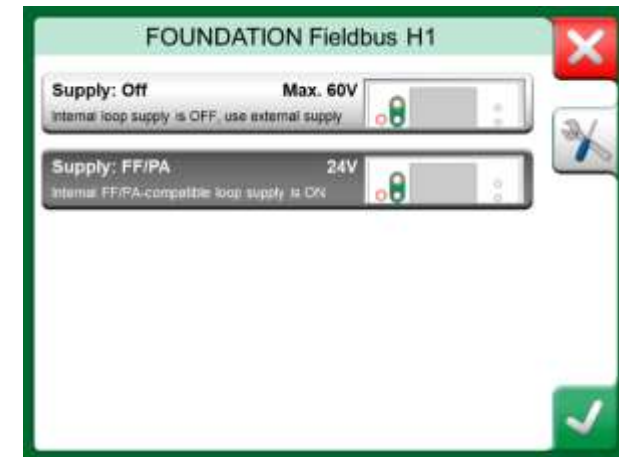 FOUNDATION Fieldbus H1
Supply: Off Max. 60V
Internal loop supply is OFF, use external supply
Supply: FF/PA 24V
Internal FF/PA-compatible loop supply is ON